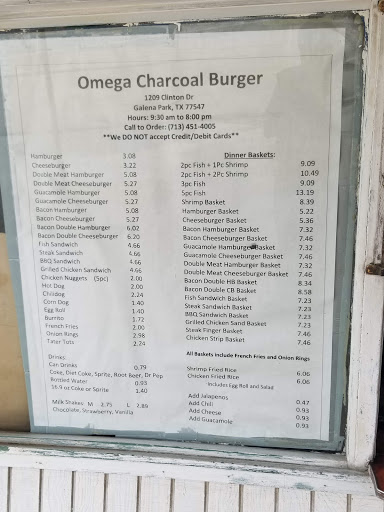 Omega Charcoal Burger
1209 Clinton Dr
Galena Park, TX 77547
Hours: 9:30 am to 8:00 pm
Call to Order: (713) 451-4005
**We DO NOT accept Credit/Debit Cards**
Hamburger 3.08
Cheeseburger 3.22
Double Meat Hamburger 5.08
Double Meat Cheeseburger 5.27
Guacamole Hamburger 5.08
Guacamole Cheeseburger 5.27
Bacon Hamburger 5.08
Bacon Cheeseburger 5.27
Bacon Double Hamburger 6.02
Bacon Double Cheeseburger 6.20
Fish Sandwich 4.66
Steak Sandwich 4.66
BBQ Sandwich 4.66
Grilled Chicken Sandwich 4.66
Chicken Nuggets (5pc) 2.00
Hot Dog 2.00
Chilidog 2.24
Corn Dog 1.40
Egg Roll 1.40
Burrito 1.72
French Fries 2.00
Onion Rings 2.98
Tater Tots 2.24
Drinks
Can Drinks 0.79
Coke, Diet Coke, Sprite, Root Beer, Dr Pep
Bottled Water 0.93
16.9 oz Coke or Sprite 1.40
Milk Shakes M 2.75 L 2.89
Chocolate, Strawberry, Vanilla
Dinner Baskets:
2pc Fish + 1Pc Shrimp 9.09
2pc Fish + 2Pc Shrimp 10.49
3pc Fish 9.09
5pc Fish 13.19
Shrimp Basket 8.39
Hamburger Basket 5.22
Cheeseburger Basket 5.36
Bacon Hamburger Basket 7.32
Bacon Cheeseburger Basket 7.46
Guacamole Hamburger Basket 7.32
Guacamole Cheeseburger Basket 7.46
Double Meat Hamburger Basket 7.32
Double Meat Cheeseburger Basket 7.46
Bacon Double HB Basket 8.34
Bacon Double CB Basket 8.58
Fish Sandwich Basket 7.23
Steak Sandwich Basket 7.23
BBQ Sandwich Basket 7.23
Grilled Chicken Sand Basket 7.23
Steak Finger Basket 7.46
Chicken Strip Basket 7.46
All Baskets Include French Fries and Onion Rings
Shrimp Fried Rice 6.06
Chicken Fried Rice 6.06
Includes Egg Roll and Salad
Add Jalapenos 0.47
Add Chili 0.93
Add Cheese 0.93
Add Guacamole 0.93